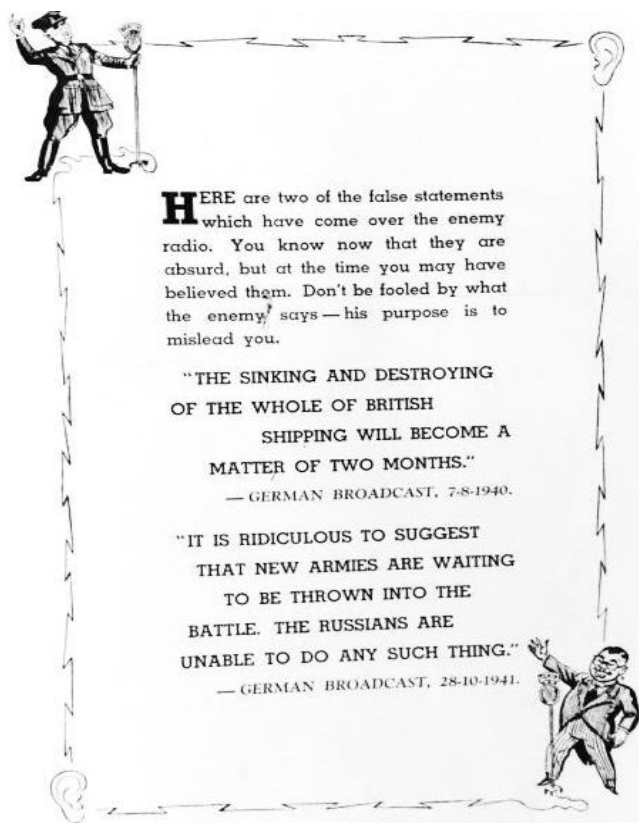 HERE are two of the false statements
which have come over the enemy
radio. You know now that they are
absurd, but at the time you may have
believed them. Don't be fooled by what
the enemy says — his purpose is to
mislead you.
"THE SINKING AND DESTROYING
OF THE WHOLE OF BRITISH
SHIPPING WILL BECOME A
MATTER OF TWO MONTHS."
— GERMAN BROADCAST, 7-8-1940.
"IT IS RIDICULOUS TO SUGGEST
THAT NEW ARMIES ARE WAITING
TO BE THROWN INTO THE
BATTLE. THE RUSSIANS ARE
UNABLE TO DO ANY SUCH THING."
— GERMAN BROADCAST, 28-10-1941.